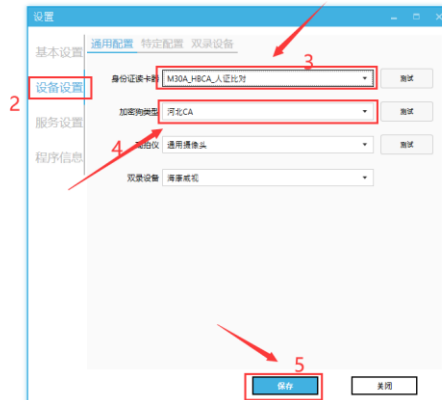 设置
基本设置
设备设置
服务设置
程序信息
通用配置 特定配置 双录设备
身份证读卡器 M30A_HBCA_人证比对 测试
加密狗类型 河北CA 测试
高拍仪 通用摄像头 测试
双录设备 海康威视
2
3
4
5
保存 关闭